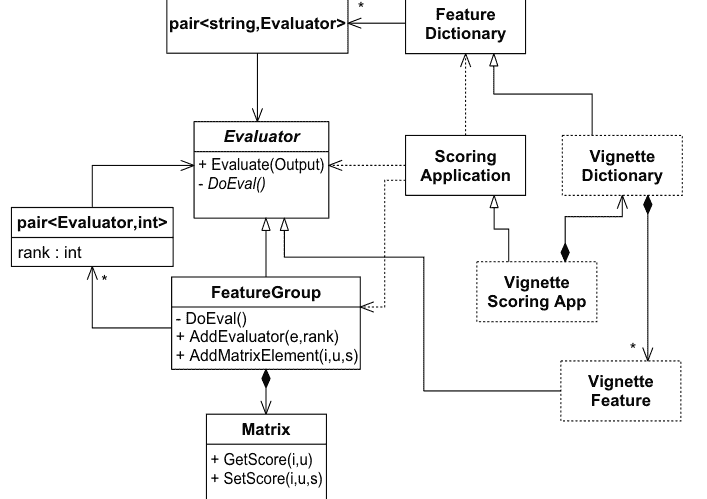 pair<string,Evaluator>
*
Feature
Dictionary
Evaluator
+ Evaluate(Output)
- DoEval()
Scoring
Application
Vignette
Dictionary
pair<Evaluator,int>
rank : int
*
FeatureGroup
- DoEval()
+ AddEvaluator(e,rank)
+ AddMatrixElement(i,u,s)
Vignette
Scoring App
*
Vignette
Feature
Matrix
+ GetScore(i,u)
+ SetScore(i,u,s)